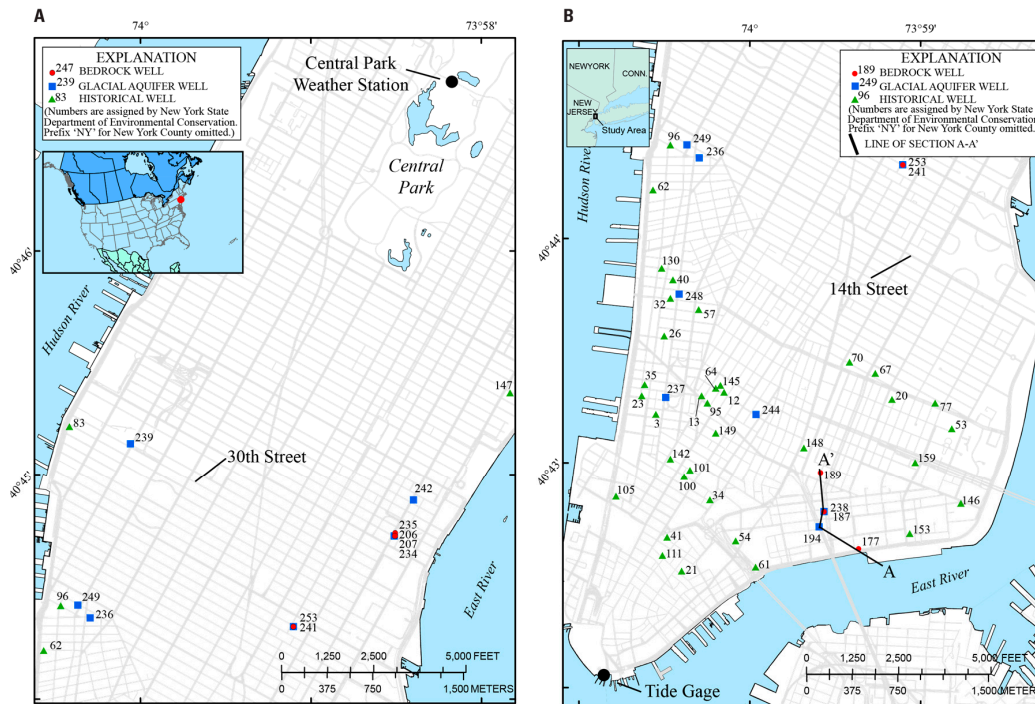 A
74°
73°58'
EXPLANATION
247 BEDROCK WELL
239 GLACIAL AQUIFER WELL
83 HISTORICAL WELL
(Numbers are assigned by New York State
Department of Environmental Conservation.
Prefix 'NY' for New York County omitted.)
Central Park
Weather Station
Central
Park
40°46'
Hudson River
147
83
239
40°45'
30th Street
242
235
206
207
234
East River
96
249
236
253
241
62
0 1,250 2,500 5,000 FEET
0 375 750 1,500 METERS
B
74°
73°59'
NEWYORK
CONN.
NEW
JERSEY
Study Area
EXPLANATION
189 BEDROCK WELL
249 GLACIAL AQUIFER WELL
96 HISTORICAL WELL
(Numbers are assigned by New York State
Department of Environmental Conservation.
Prefix 'NY' for New York County omitted.)
LINE OF SECTION A-A'
Hudson River
96
249
236
253
241
62
40°44'
130
40
248
32
57
14th Street
26
70
67
64
145
35
237
12
20
77
23
13
95
244
3
53
149
148
142
A'
159
40°43'
101
189
100
105
34
146
238
187
194
153
41
54
177
111
21
61
A
East River
Tide Gage
0 1,250 2,500 5,000 FEET
0 375 750 1,500 METERS